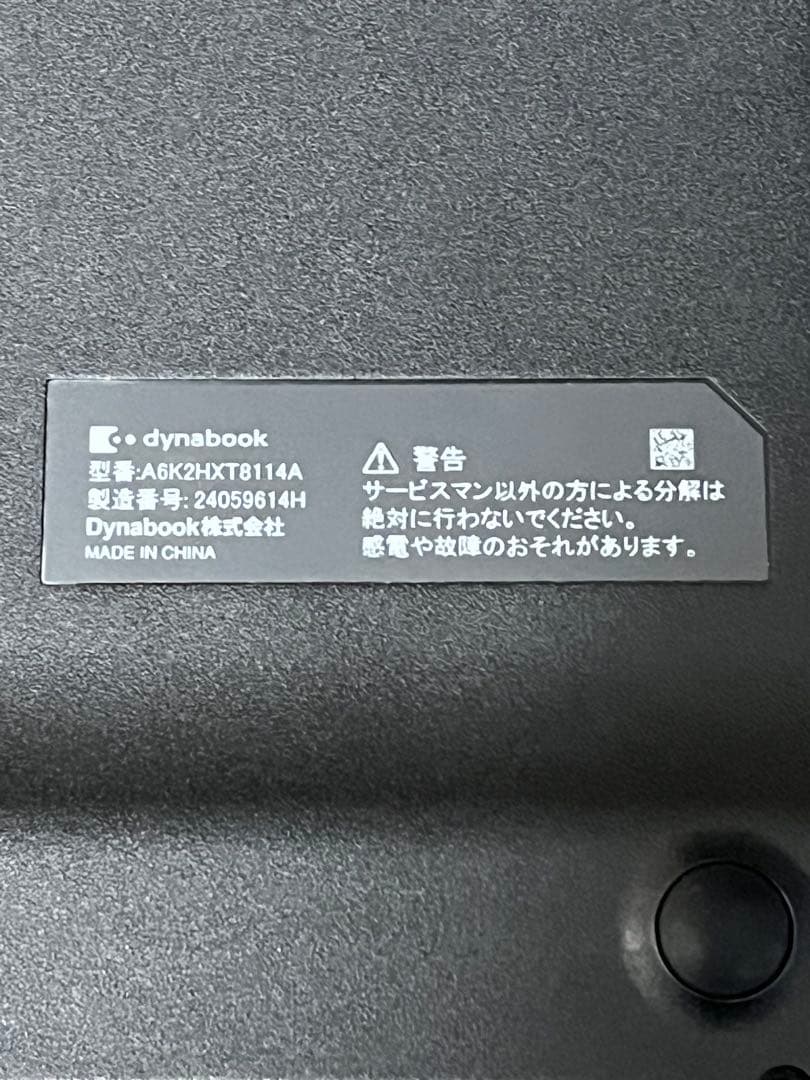 dynabook
型番:A6K2HXT8114A
製造番号: 24059614H
Dynabook株式会社
MADE IN CHINA
警告
サービスマン以外の方による分解は
絶対に行わないでください。
感電や故障のおそれがあります。